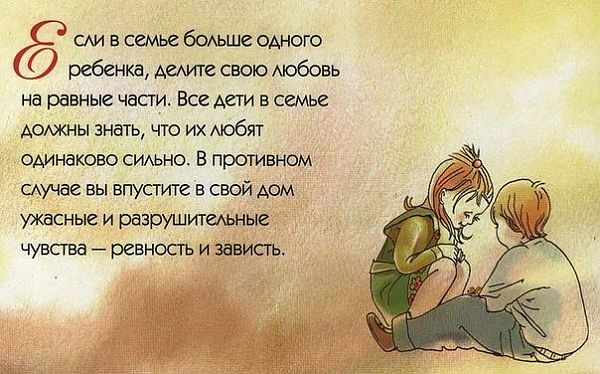 Если в семье больше одного
ребенка, делите свою любовь
на равные части. Все дети в семье
должны знать, что их любят
одинаково сильно. В противном
случае вы впустите в свой дом
ужасные и разрушительные
чувства — ревность и зависть.